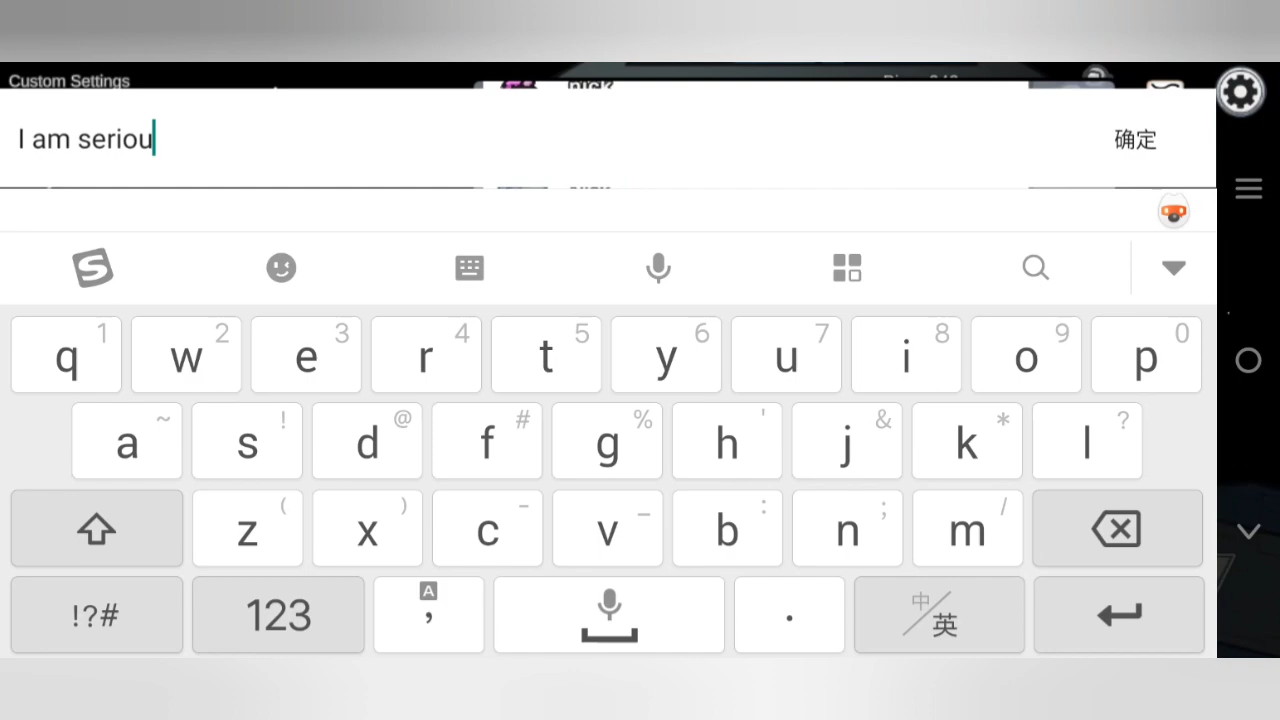 Custom Settings
nick
I am seriou
确定
1 2 3 4 5 6 7 8 9 0
q w e r t y u i o p
~ ! @ # % ' & * ?
a s d f g h j k l
( ) - _ : ; /
z x c v b n m
!?# 123 A , . 中/英